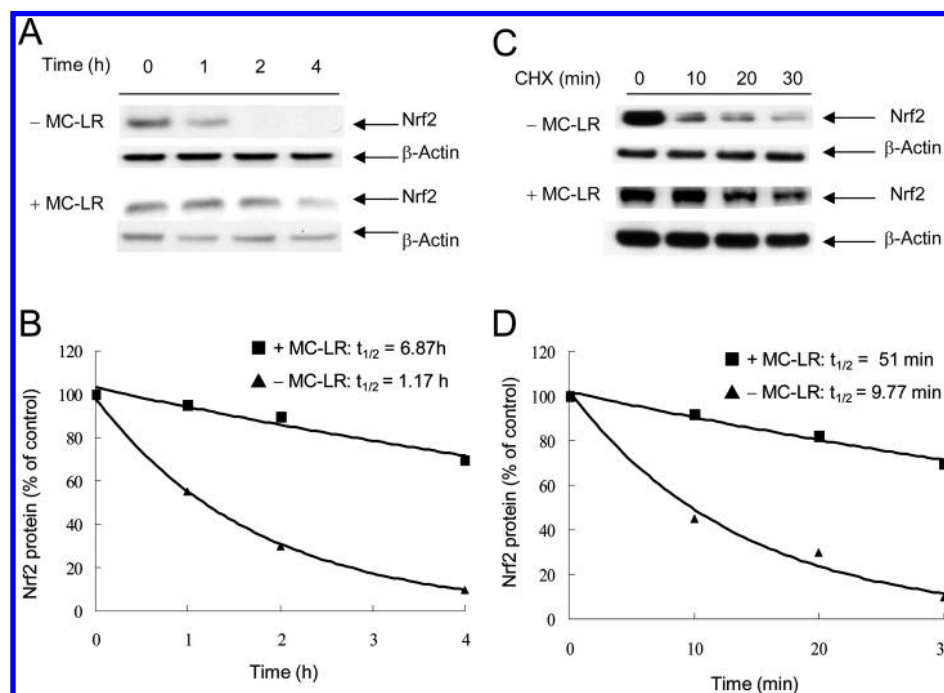 A
Time (h) 0 1 2 4
– MC-LR Nrf2
β-Actin
+ MC-LR Nrf2
β-Actin
C
CHX (min) 0 10 20 30
– MC-LR Nrf2
β-Actin
+ MC-LR Nrf2
β-Actin
B
Nrf2 protein (% of control)
120
100
80
60
40
20
0
■ + MC-LR: t1/2 = 6.87h
▲ – MC-LR: t1/2 = 1.17 h
0 1 2 3 4
Time (h)
D
Nrf2 protein (% of control)
120
100
80
60
40
20
0
■ + MC-LR: t1/2 = 51 min
▲ – MC-LR: t1/2 = 9.77 min
0 10 20 3
Time (min)